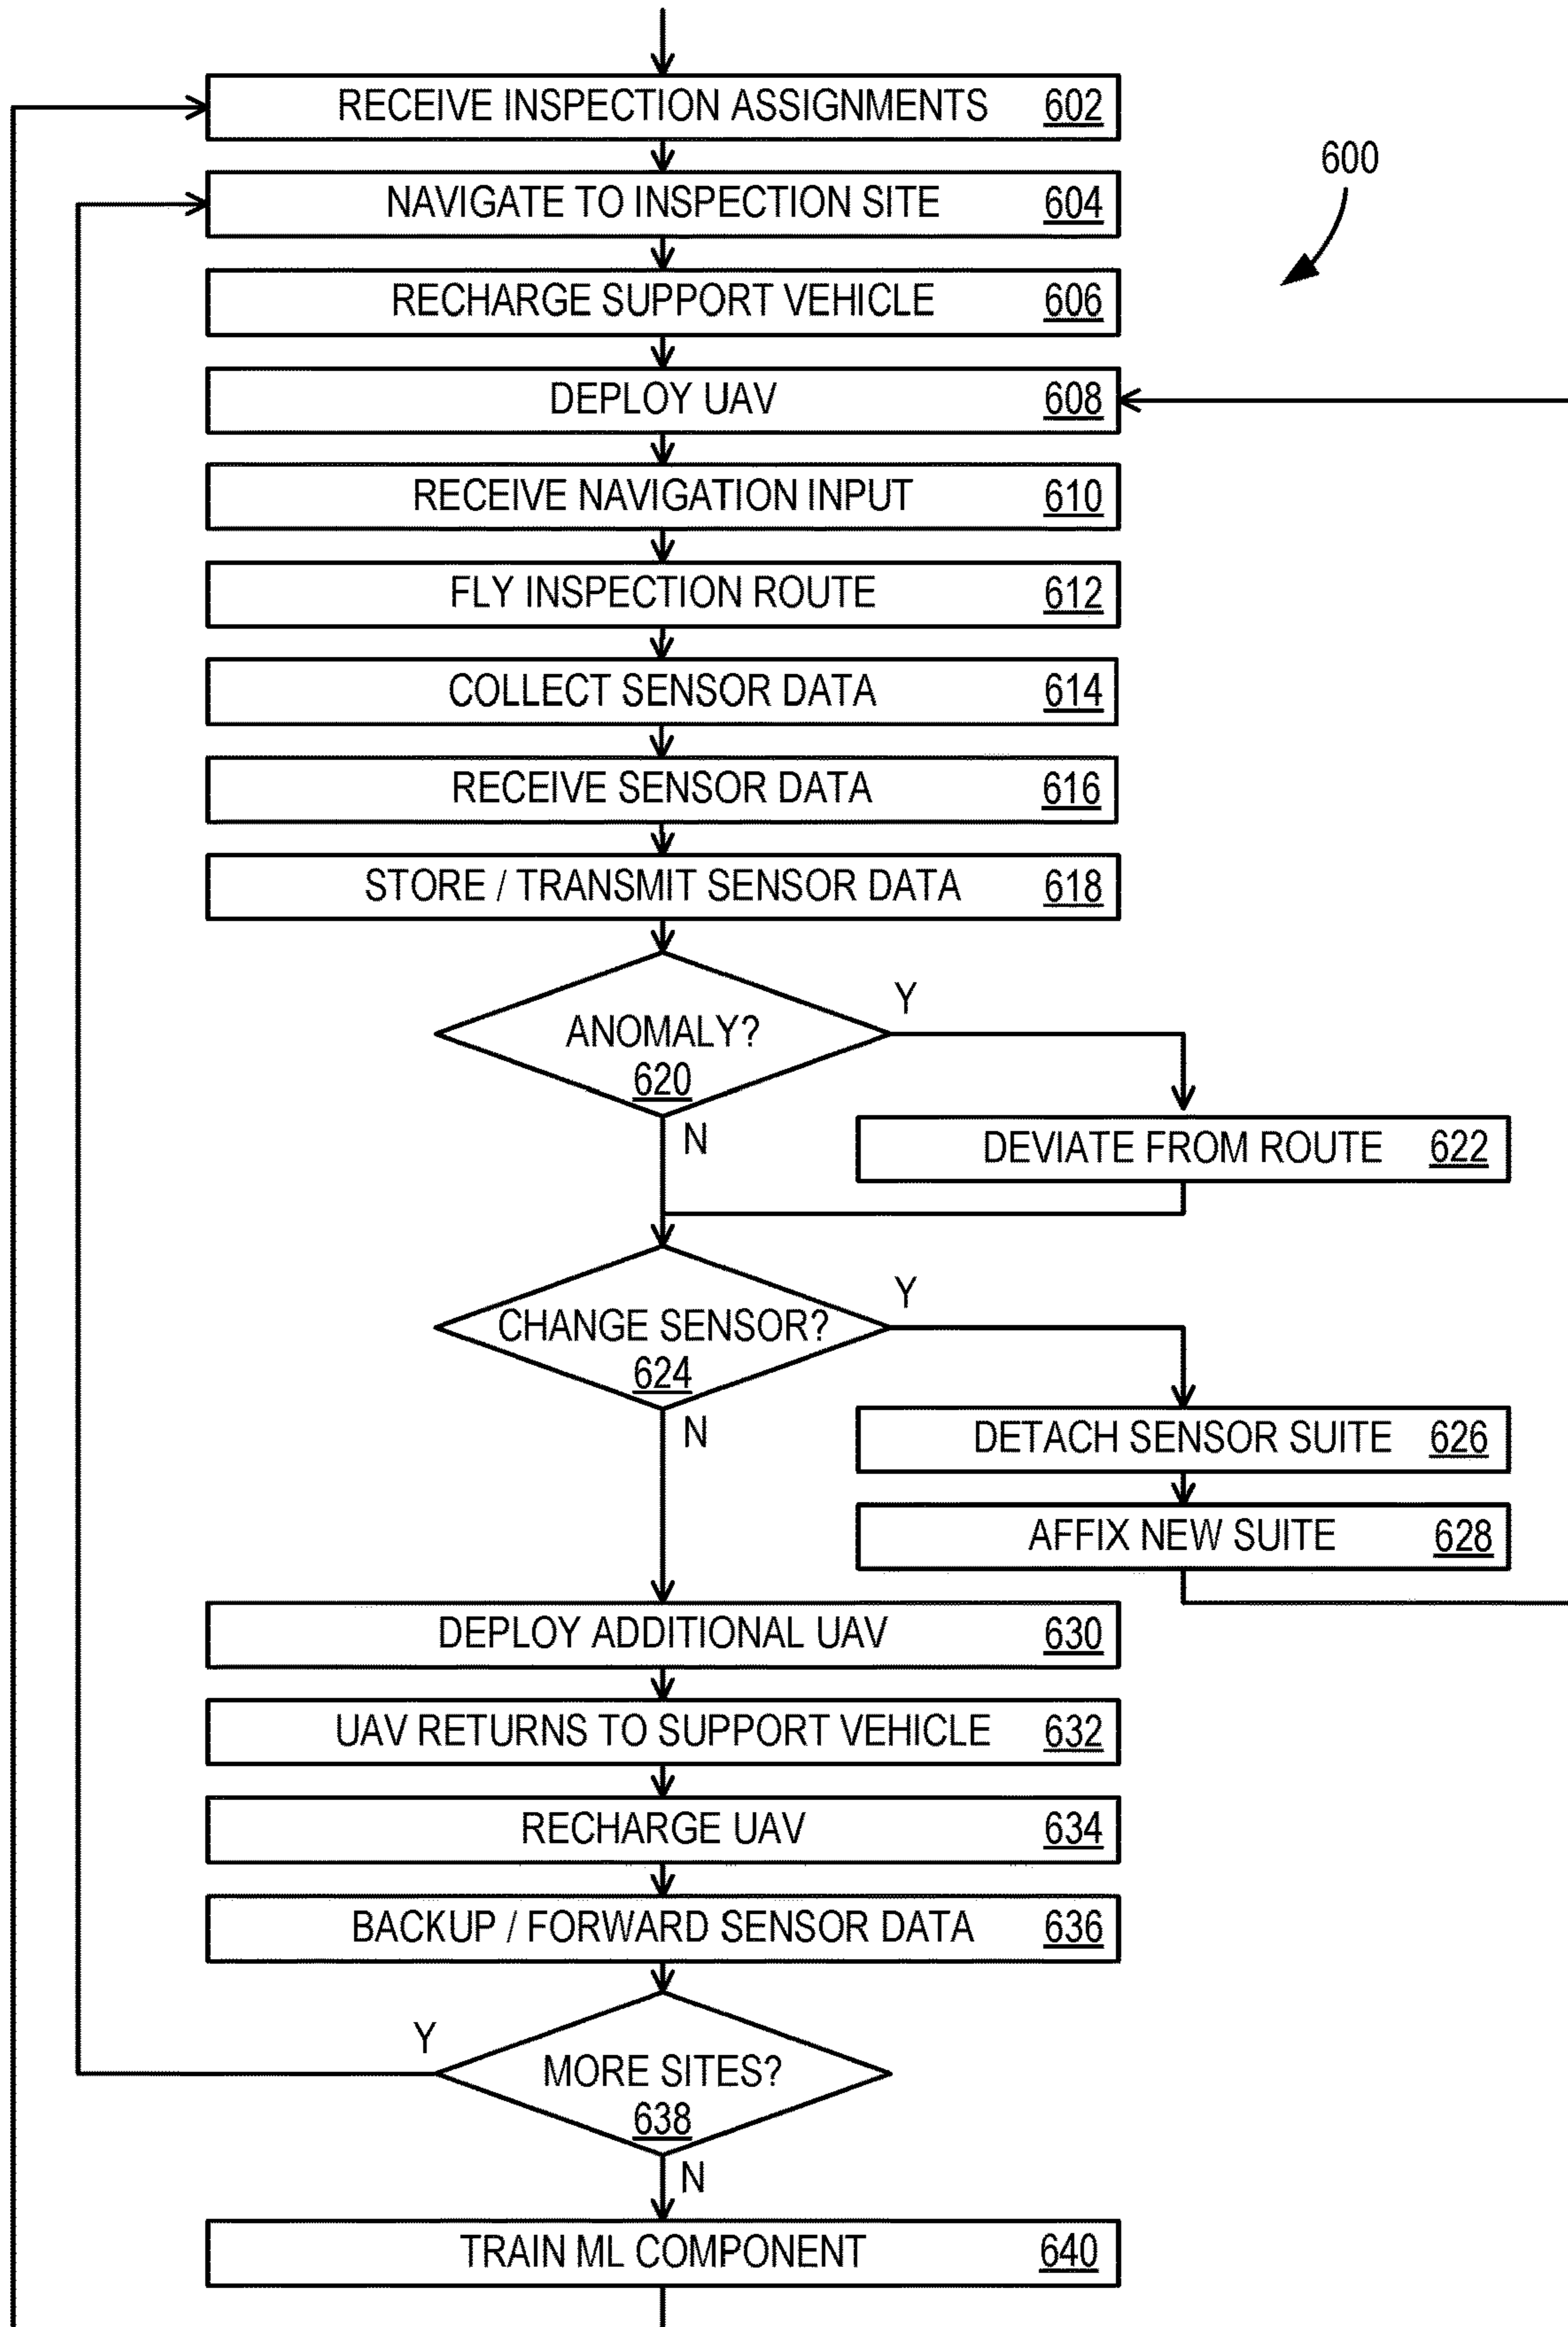 RECEIVE INSPECTION ASSIGNMENTS 602
600
NAVIGATE TO INSPECTION SITE 604
RECHARGE SUPPORT VEHICLE 606
DEPLOY UAV 608
RECEIVE NAVIGATION INPUT 610
FLY INSPECTION ROUTE 612
COLLECT SENSOR DATA 614
RECEIVE SENSOR DATA 616
STORE / TRANSMIT SENSOR DATA 618
Y
ANOMALY?
620
N
DEVIATE FROM ROUTE 622
Y
CHANGE SENSOR?
624
N
DETACH SENSOR SUITE 626
AFFIX NEW SUITE 628
DEPLOY ADDITIONAL UAV 630
UAV RETURNS TO SUPPORT VEHICLE 632
RECHARGE UAV 634
BACKUP / FORWARD SENSOR DATA 636
Y
MORE SITES?
638
N
TRAIN ML COMPONENT 640